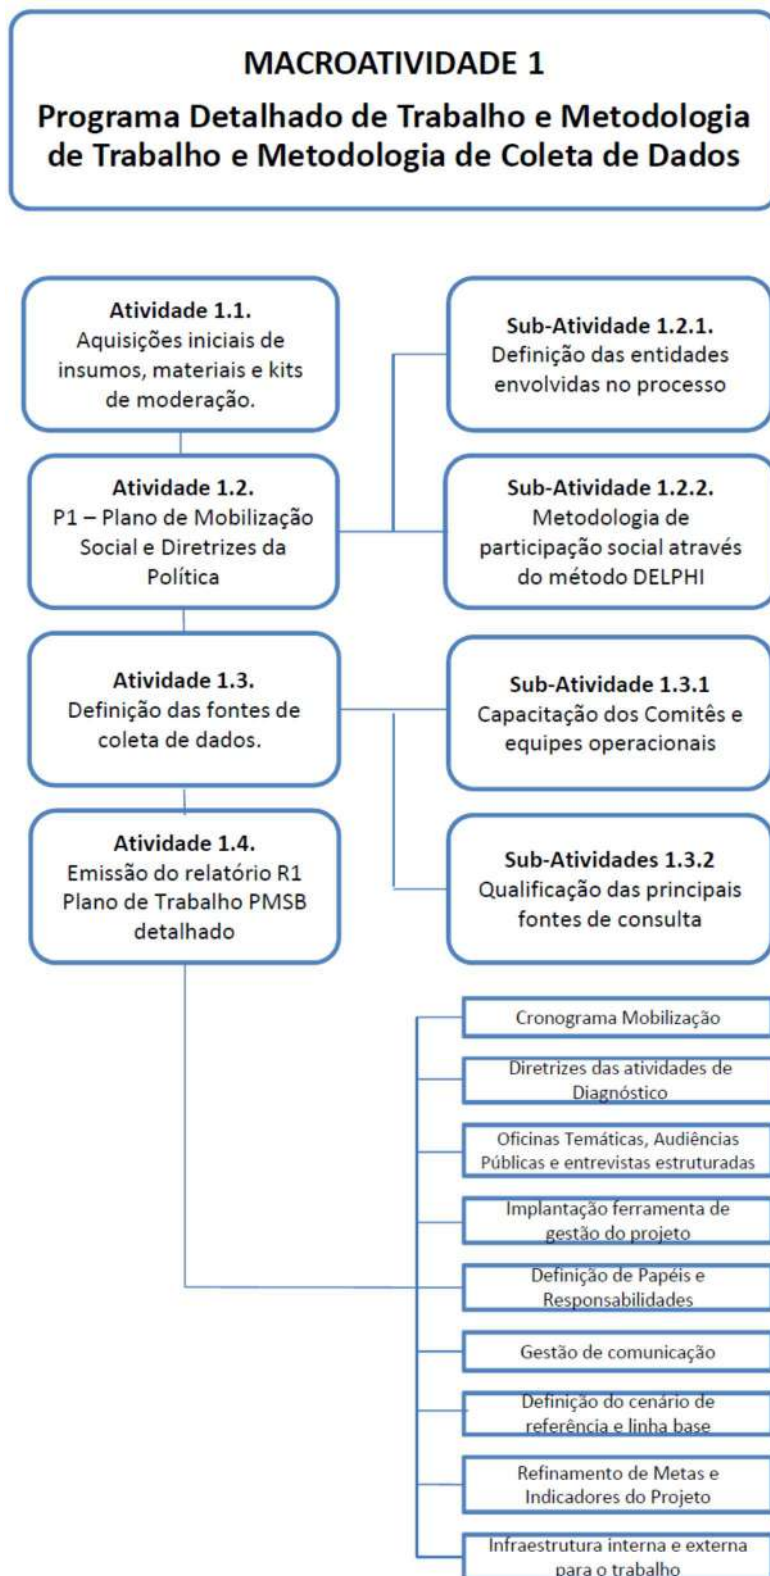 MACROATIVIDADE 1
Programa Detalhado de Trabalho e Metodologia
de Trabalho e Metodologia de Coleta de Dados
Atividade 1.1.
Aquisições iniciais de
insumos, materiais e kits
de moderação.
Sub-Atividade 1.2.1.
Definição das entidades
envolvidas no processo
Atividade 1.2.
P1 – Plano de Mobilização
Social e Diretrizes da
Política
Sub-Atividade 1.2.2.
Metodologia de
participação social através
do método DELPHI
Atividade 1.3.
Definição das fontes de
coleta de dados.
Sub-Atividade 1.3.1
Capacitação dos Comitês e
equipes operacionais
Atividade 1.4.
Emissão do relatório R1
Plano de Trabalho PMSB
detalhado
Sub-Atividades 1.3.2
Qualificação das principais
fontes de consulta
Cronograma Mobilização
Diretrizes das atividades de
Diagnóstico
Oficinas Temáticas, Audiências
Públicas e entrevistas estruturadas
Implantação ferramenta de
gestão do projeto
Definição de Papéis e
Responsabilidades
Gestão de comunicação
Definição do cenário de
referência e linha base
Refinamento de Metas e
Indicadores do Projeto
Infraestrutura interna e externa
para o trabalho